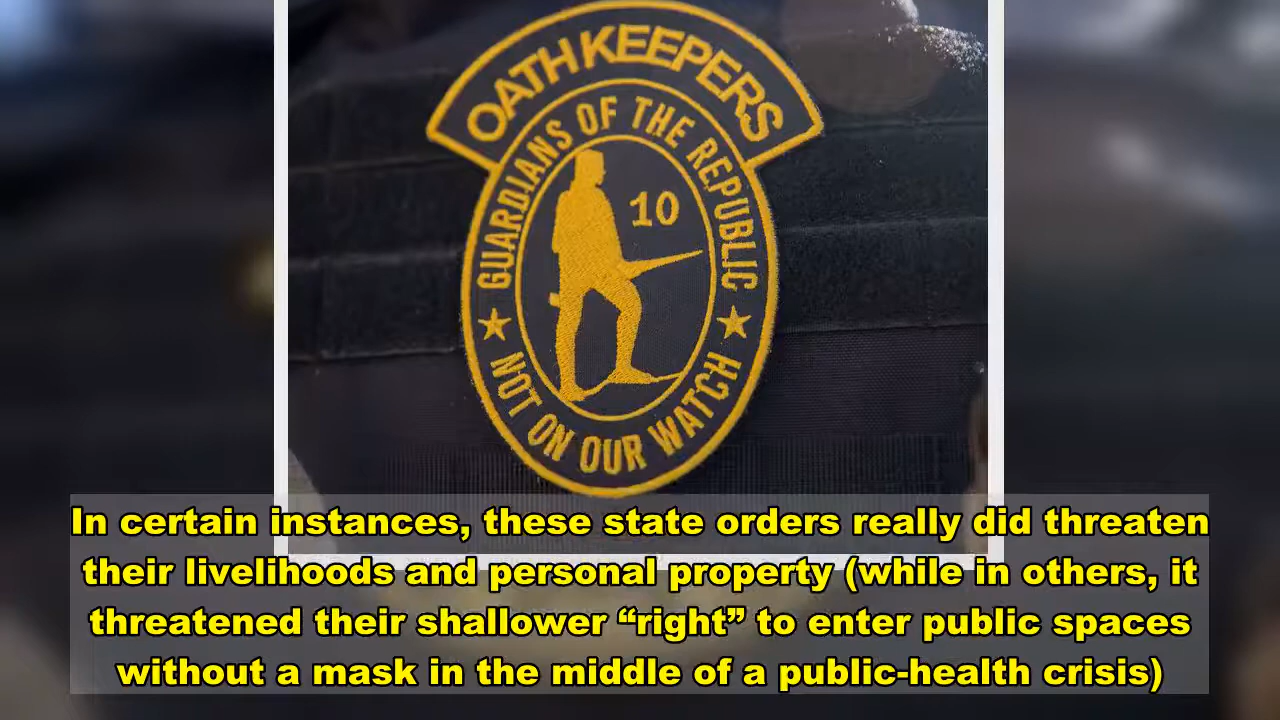 OATH KEEPERS
GUARDIANS OF THE REPUBLIC
10
NOT ON OUR WATCH
In certain instances, these state orders really did threaten
their livelihoods and personal property (while in others, it
threatened their shallower “right” to enter public spaces
without a mask in the middle of a public-health crisis)